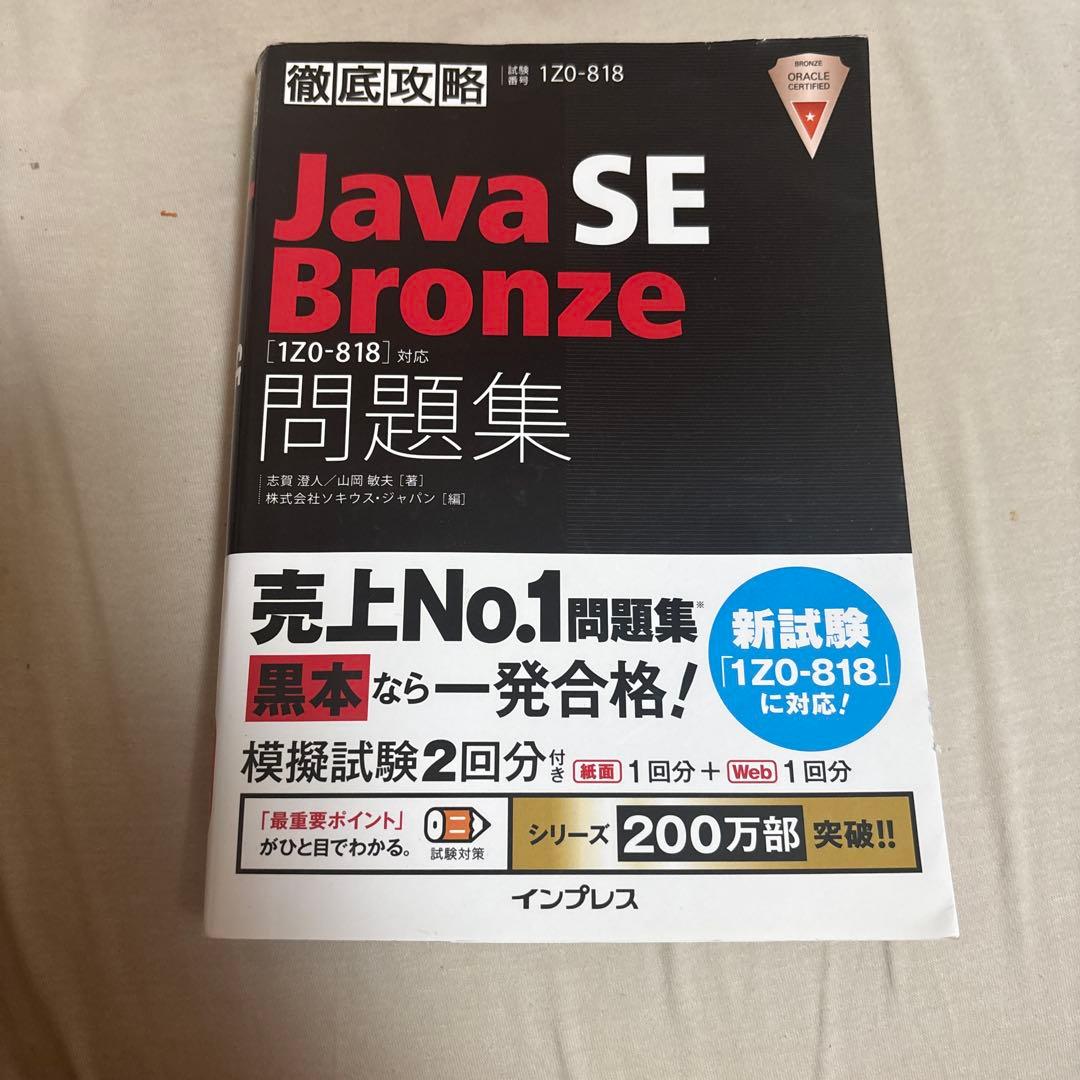 徹底攻略
試験番号 1Z0-818
BRONZE
ORACLE
CERTIFIED
Java SE
Bronze
[1Z0-818] 対応
問題集
志賀 澄人／山岡 敏夫 [著]
株式会社ソキウス・ジャパン [編]
売上No.1問題集※
黒本なら一発合格!
新試験
「1Z0-818」
に対応!
模擬試験2回分付き 紙面 1回分+ Web 1回分
「最重要ポイント」
がひと目でわかる。
試験対策
シリーズ 200万部 突破!!
インプレス